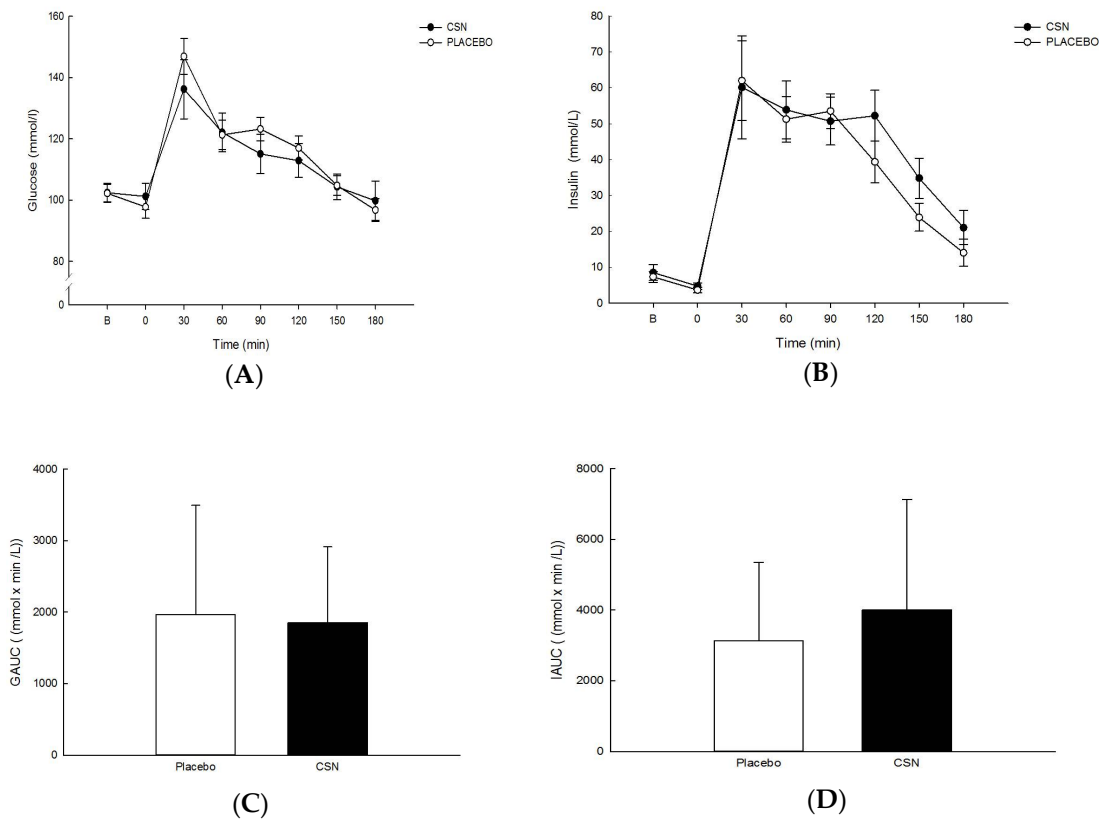 CSN
PLACEBO
160
140
120
100
80
0
Glucose (mmol/l)
B 0 30 60 90 120 150 180
Time (min)
(A)
CSN
PLACEBO
80
70
60
50
40
30
20
10
0
Insulin (mmol/L)
B 0 30 60 90 120 150 180
Time (min)
(B)
4000
3000
2000
1000
0
GAUC ( (mmol x min /L))
Placebo CSN
(C)
8000
6000
4000
2000
0
IAUC ( (mmol x min /L))
Placebo CSN
(D)